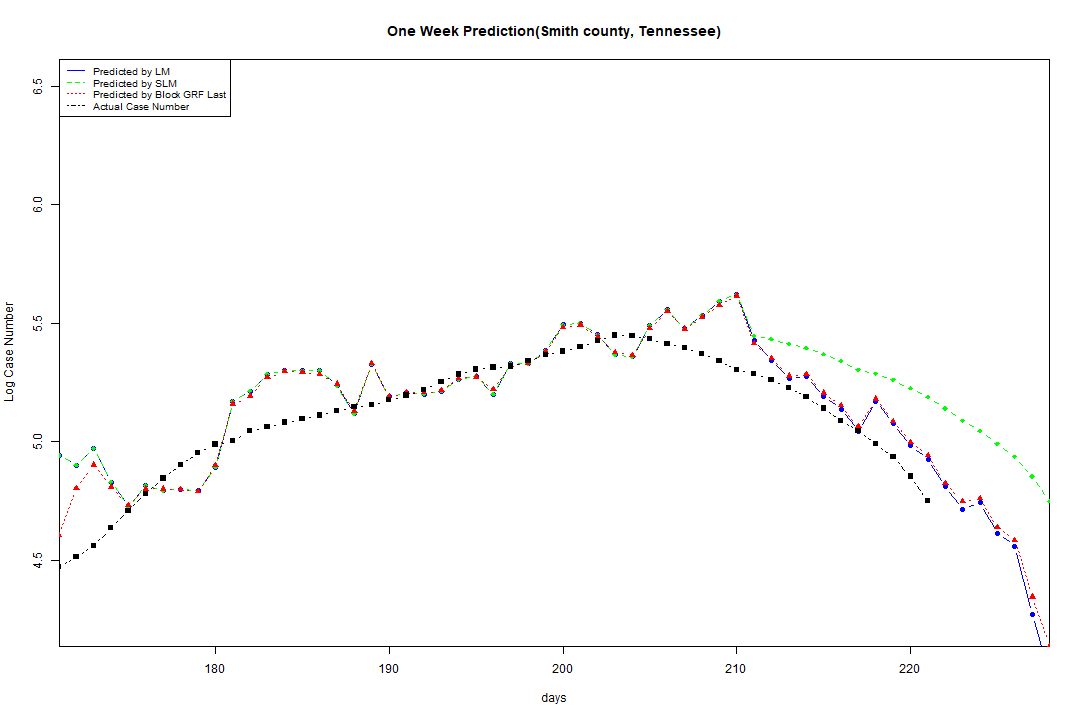 One Week Prediction(Smith county, Tennessee)
Predicted by LM
Predicted by SLM
Predicted by Block GRF Last
Actual Case Number
6.5
6.0
5.5
5.0
4.5
Log Case Number
180 190 200 210 220
days